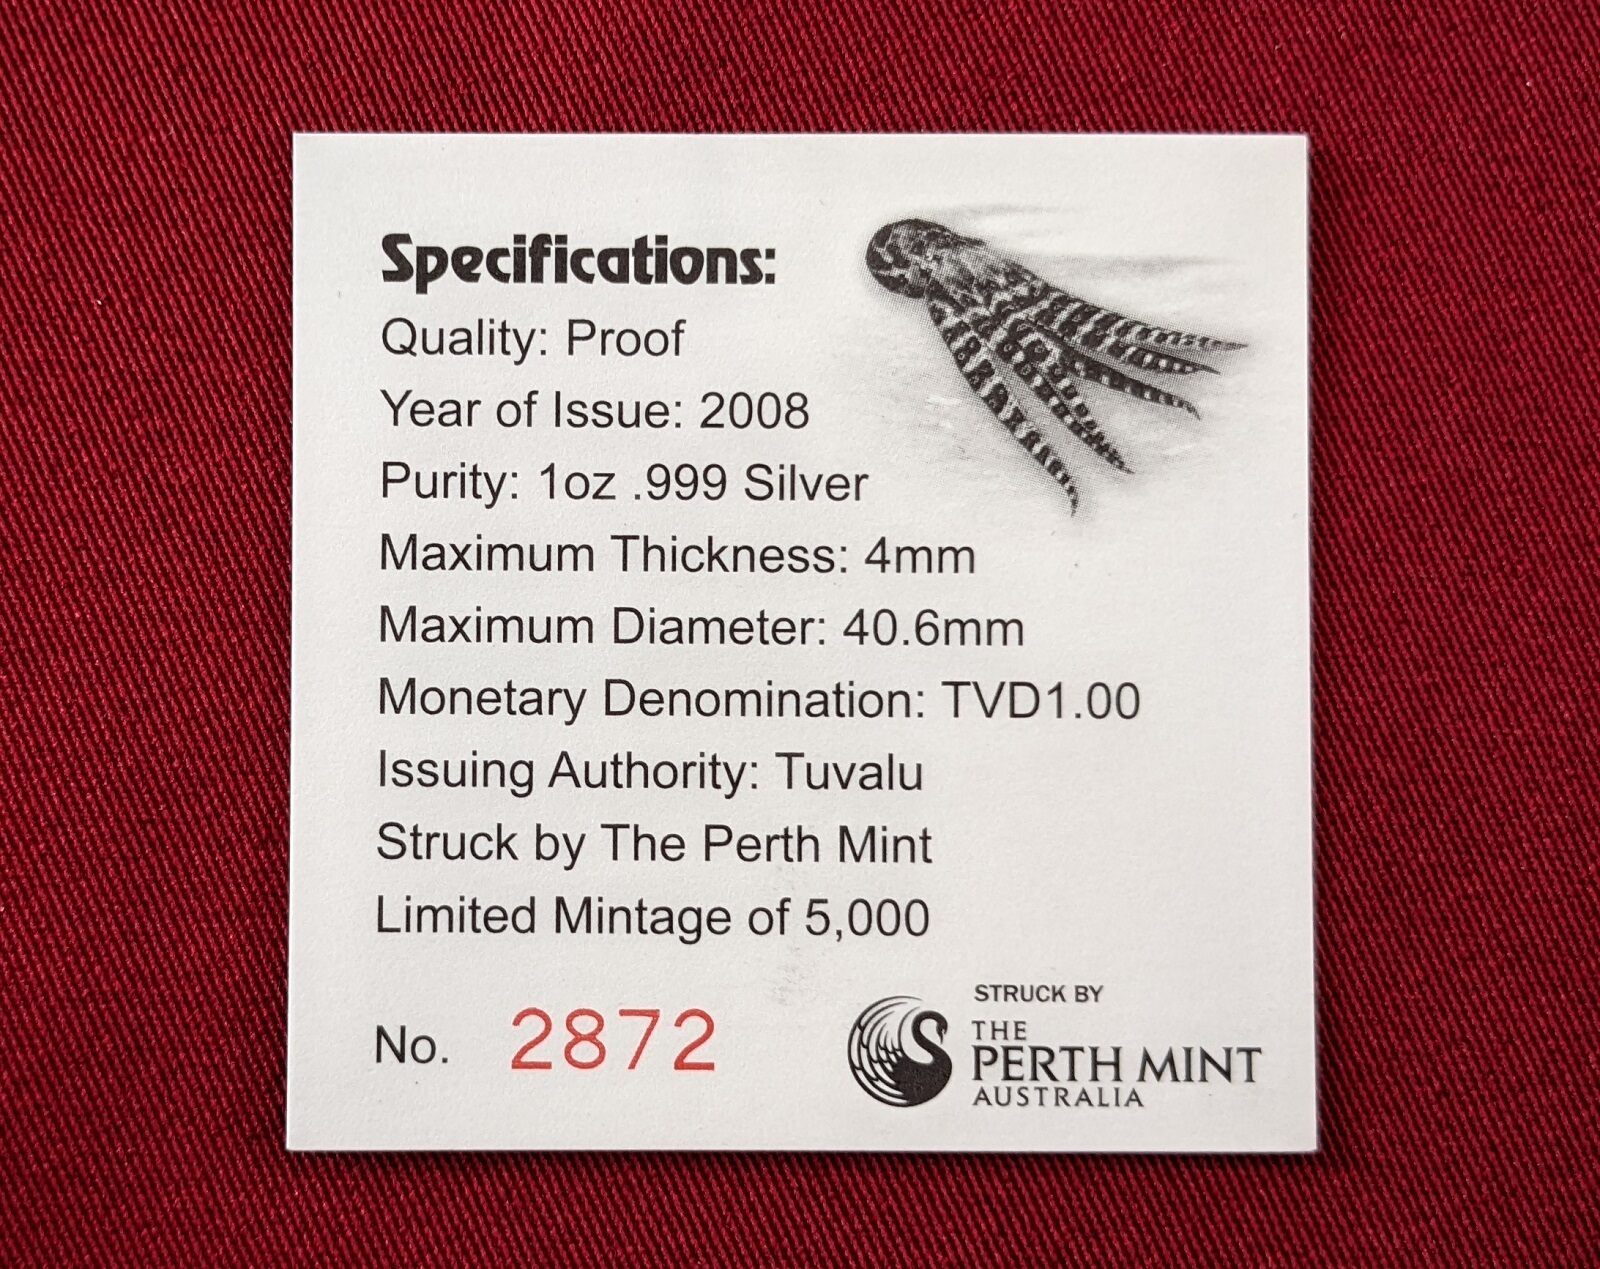 Specifications:
Quality: Proof
Year of Issue: 2008
Purity: 1oz .999 Silver
Maximum Thickness: 4mm
Maximum Diameter: 40.6mm
Monetary Denomination: TVD1.00
Issuing Authority: Tuvalu
Struck by The Perth Mint
Limited Mintage of 5,000
No. 2872
STRUCK BY
THE
PERTH MINT
AUSTRALIA